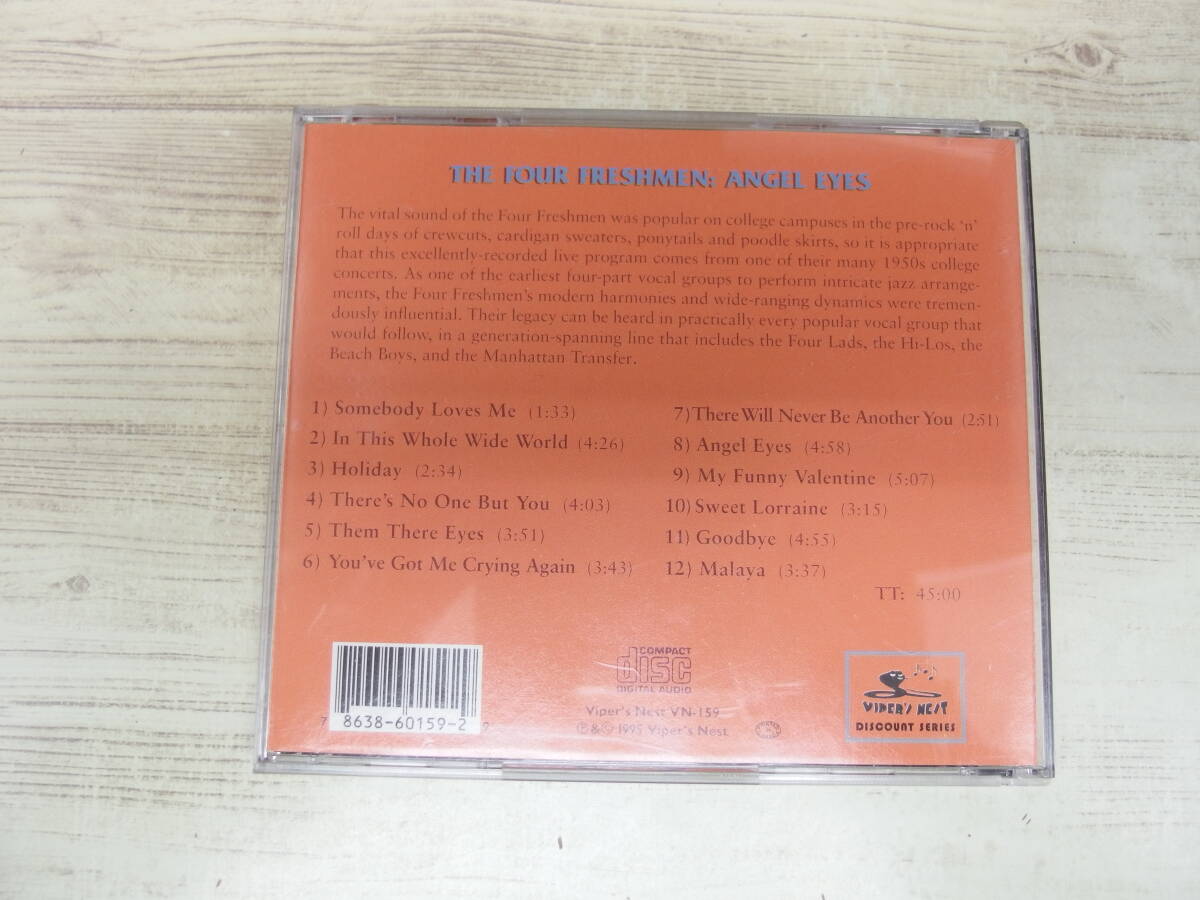 THE FOUR FRESHMEN: ANGEL EYES
The vital sound of the Four Freshmen was popular on college campuses in the pre-rock 'n'
roll days of crewcuts, cardigan sweaters, ponytails and poodle skirts, so it is appropriate
that this excellently-recorded live program comes from one of their many 1950s college
concerts. As one of the earliest four-part vocal groups to perform intricate jazz arrange-
ments, the Four Freshmen's modern harmonies and wide-ranging dynamics were tremen-
dously influential. Their legacy can be heard in practically every popular vocal group that
would follow, in a generation-spanning line that includes the Four Lads, the Hi-Los, the
Beach Boys, and the Manhattan Transfer.
1) Somebody Loves Me (1:33)
2) In This Whole Wide World (4:26)
3) Holiday (2:34)
4) There's No One But You (4:03)
5) Them There Eyes (3:51)
6) You've Got Me Crying Again (3:43)
7) There Will Never Be Another You (2:51)
8) Angel Eyes (4:58)
9) My Funny Valentine (5:07)
10) Sweet Lorraine (3:15)
11) Goodbye (4:55)
12) Malaya (3:37)
TT: 45:00
7 8638-60159-2 9
COMPACT
disc
DIGITAL AUDIO
Viper's Nest VN-159
℗&© 1995 Viper's Nest
VIPER'S NEST
DISCOUNT SERIES